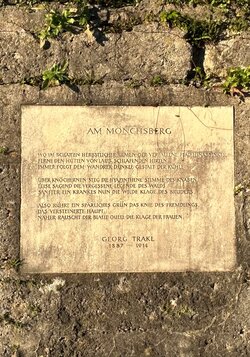 AM MÖNCHSBERG
WO IM SCHATTEN HERBSTLICHER ULMEN DER VERFALLENE PFAD HINABSINKT,
FERNE DEN HÜTTEN VON LAUB, SCHLAFENDEN HIRTEN,
IMMER FOLGT DEM WANDRER DIE DUNKLE GESTALT DER KÜHLE
ÜBER KNÖCHERNEN STEG, DIE HYAZINTHENE STIMME DES KNABEN,
LEISE SAGEND DIE VERGESSENE LEGENDE DES WALDS,
SANFTER EIN KRANKES NUN DIE WILDE KLAGE DES BRUDERS.
ALSO RÜHRT EIN SPÄRLICHES GRÜN DAS KNIE DES FREMDLINGS,
DAS VERSTEINERTE HAUPT;
NÄHER RAUSCHT DER BLAUE QUELL DIE KLAGE DER FRAUEN.
GEORG TRAKL
1887 - 1914